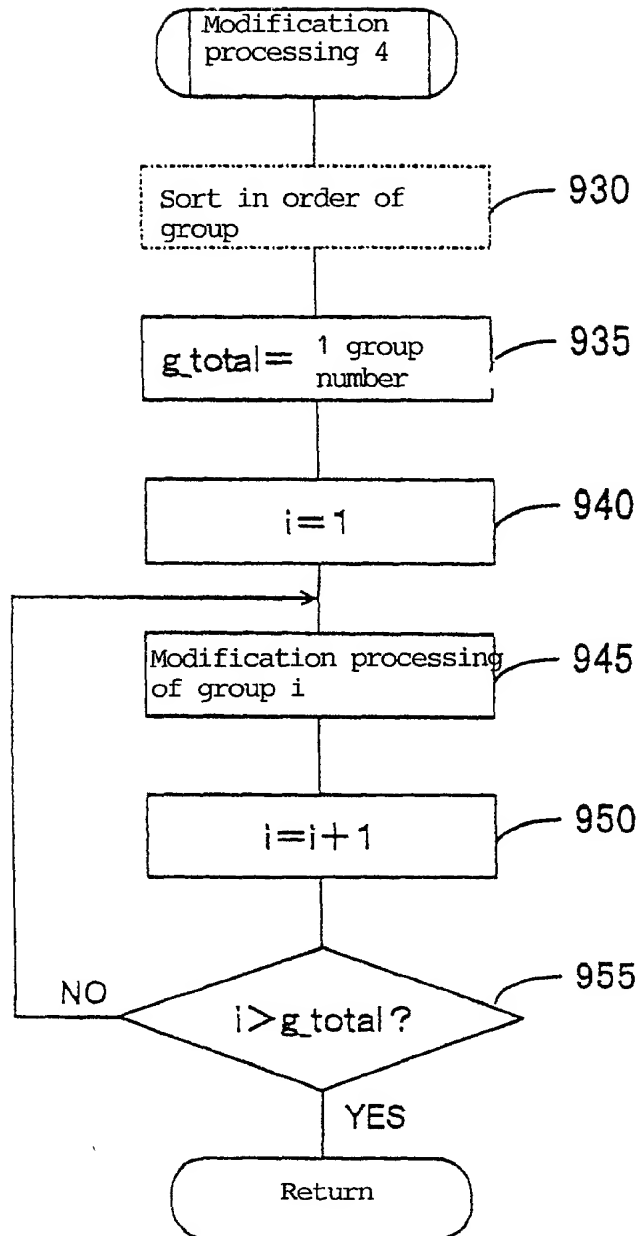 Modification
processing 4
Sort in order of
group
930
g_total= 1 group
number
935
i=1
940
Modification processing
of group i
945
i=i+1
950
i>g_total?
955
NO
YES
Return